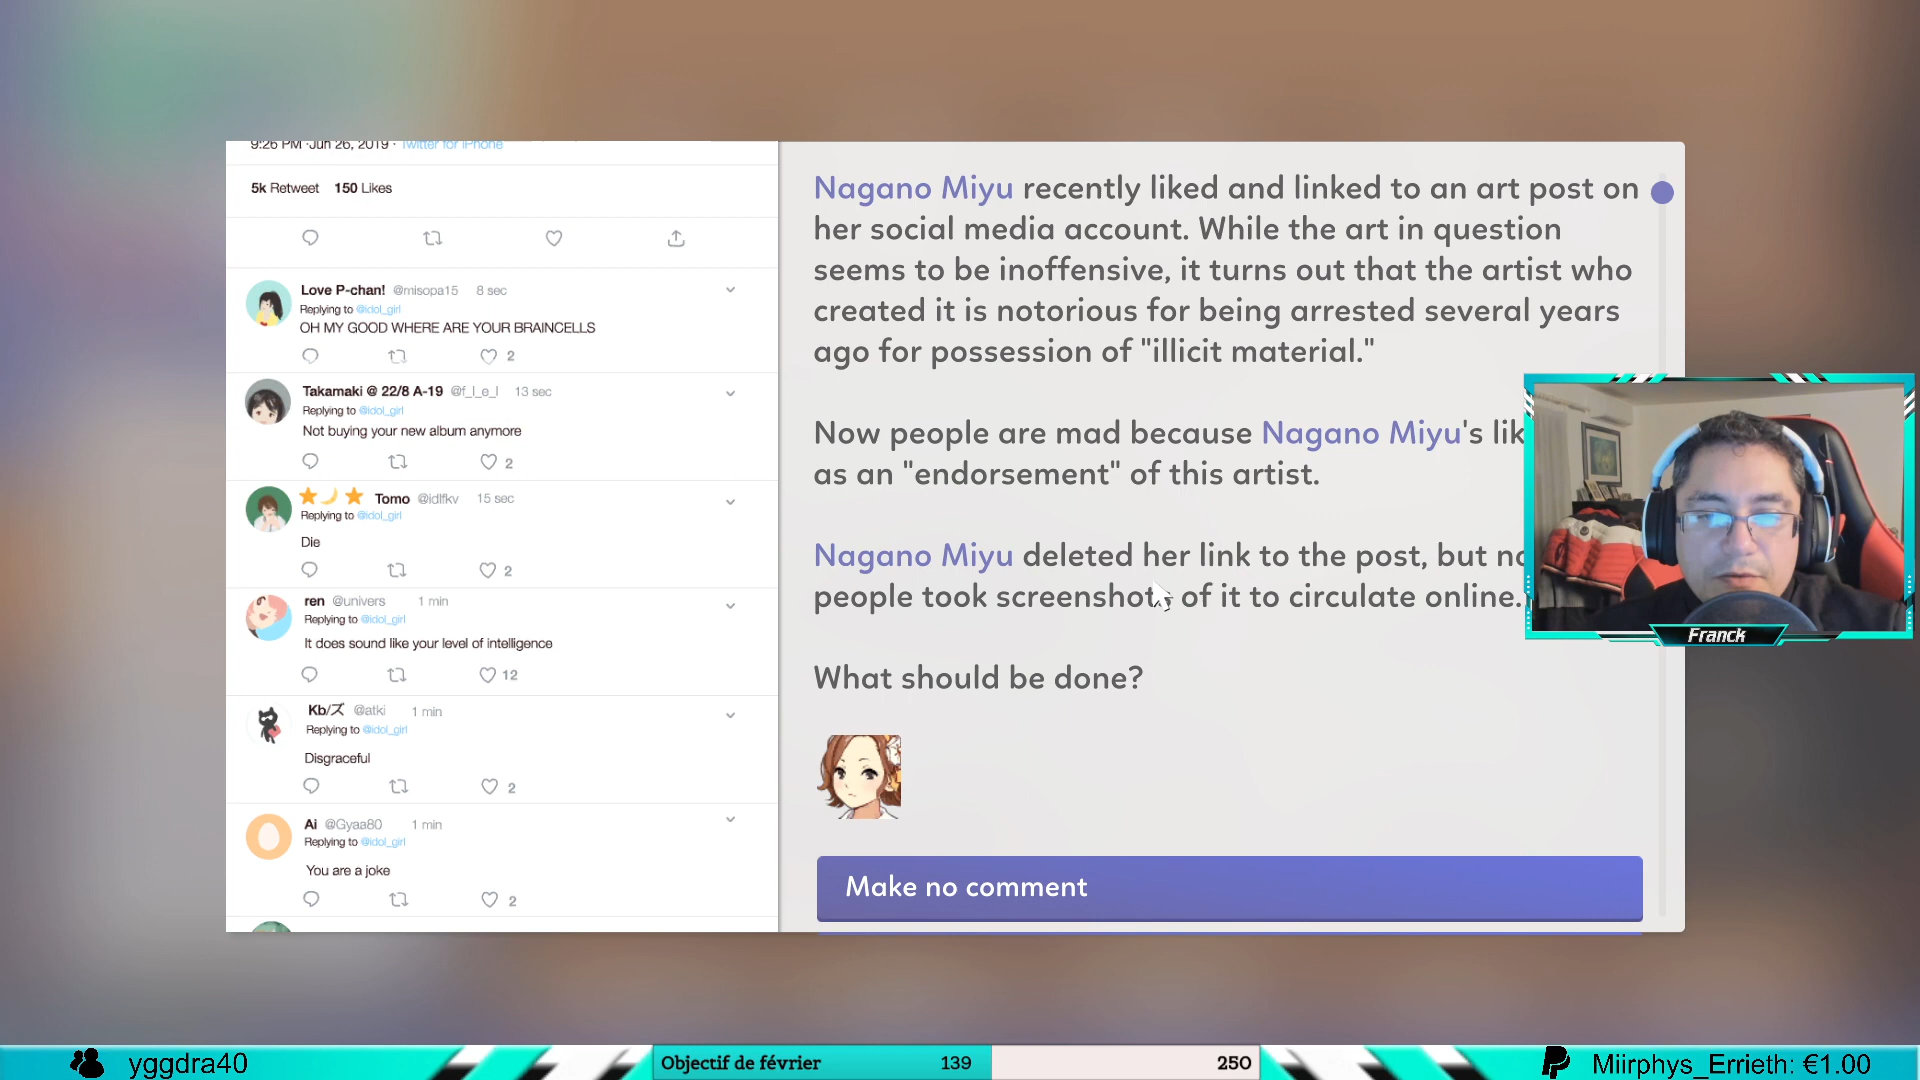 9:26 PM ·Jun 26, 2019 · Twitter for iPhone
5k Retweet 150 Likes
Love P-chan! @misopa15 8 sec
Replying to @idol_girl
OH MY GOOD WHERE ARE YOUR BRAINCELLS
2
Takamaki @ 22/8 A-19 @f_l_e_l 13 sec
Replying to @idol_girl
Not buying your new album anymore
2
Tomo @idlfkv 15 sec
Replying to @idol_girl
Die
2
ren @univers 1 min
Replying to @idol_girl
It does sound like your level of intelligence
12
Kb/ズ @atki 1 min
Replying to @idol_girl
Disgraceful
2
Ai @Gyaa80 1 min
Replying to @idol_girl
You are a joke
2
Nagano Miyu recently liked and linked to an art post on
her social media account. While the art in question
seems to be inoffensive, it turns out that the artist who
created it is notorious for being arrested several years
ago for possession of "illicit material."
Now people are mad because Nagano Miyu's
as an "endorsement" of this artist.
Nagano Miyu deleted her link to the post, but
people took screenshots of it to circulate online.
What should be done?
Make no comment
Franck
yggdra40
Objectif de février 139 250
Miirphys_Errieth: €1.00